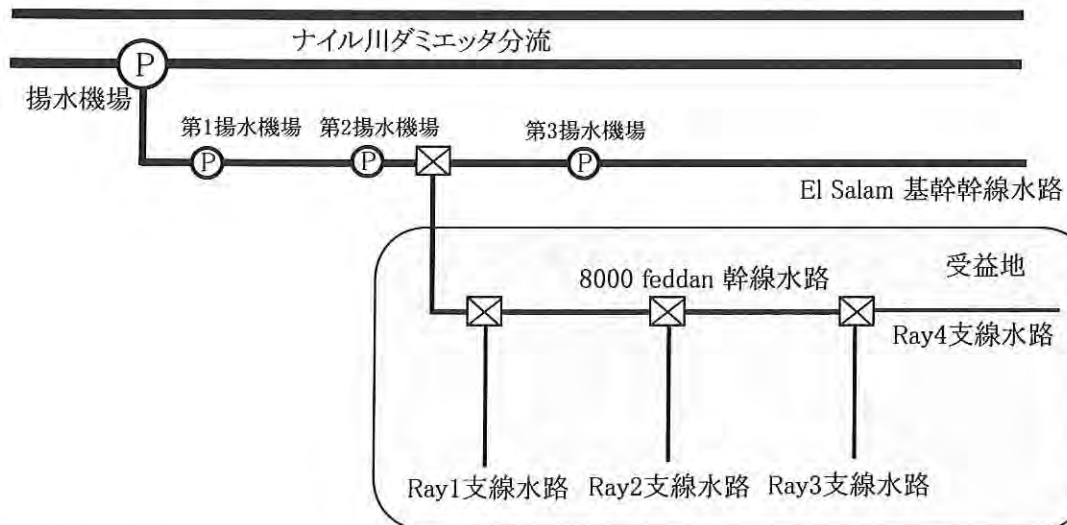 ナイル川ダミエッタ分流
P
揚水機場
第1揚水機場
第2揚水機場
第3揚水機場
P
P
P
El Salam 基幹幹線水路
受益地
8000 feddan 幹線水路
Ray4支線水路
Ray1支線水路
Ray2支線水路
Ray3支線水路